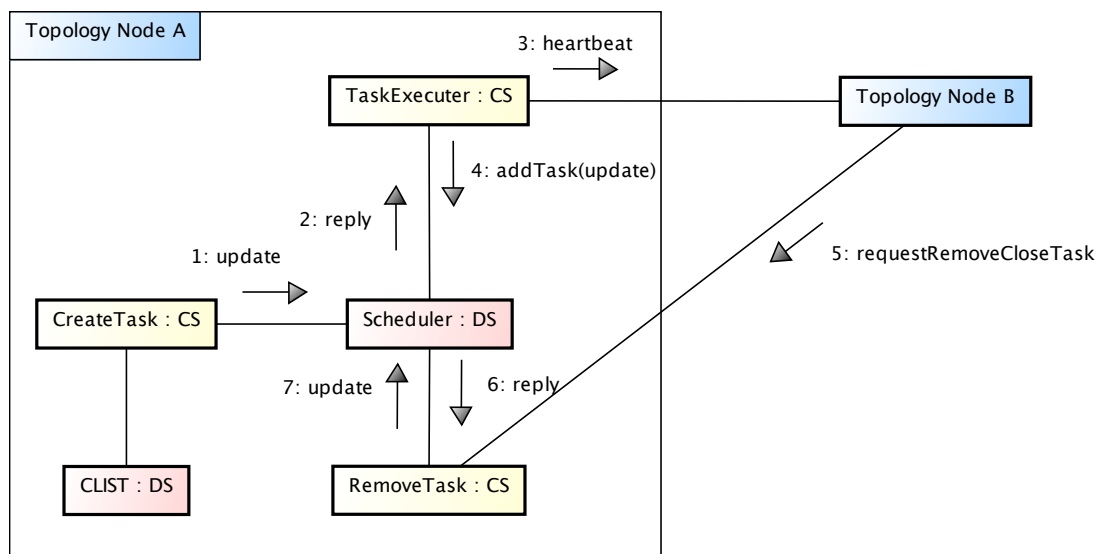 Topology Node A
3: heartbeat
TaskExecuter : CS
Topology Node B
4: addTask(update)
2: reply
1: update
5: requestRemoveCloseTask
CreateTask : CS
Scheduler : DS
7: update
6: reply
CLIST : DS
RemoveTask : CS